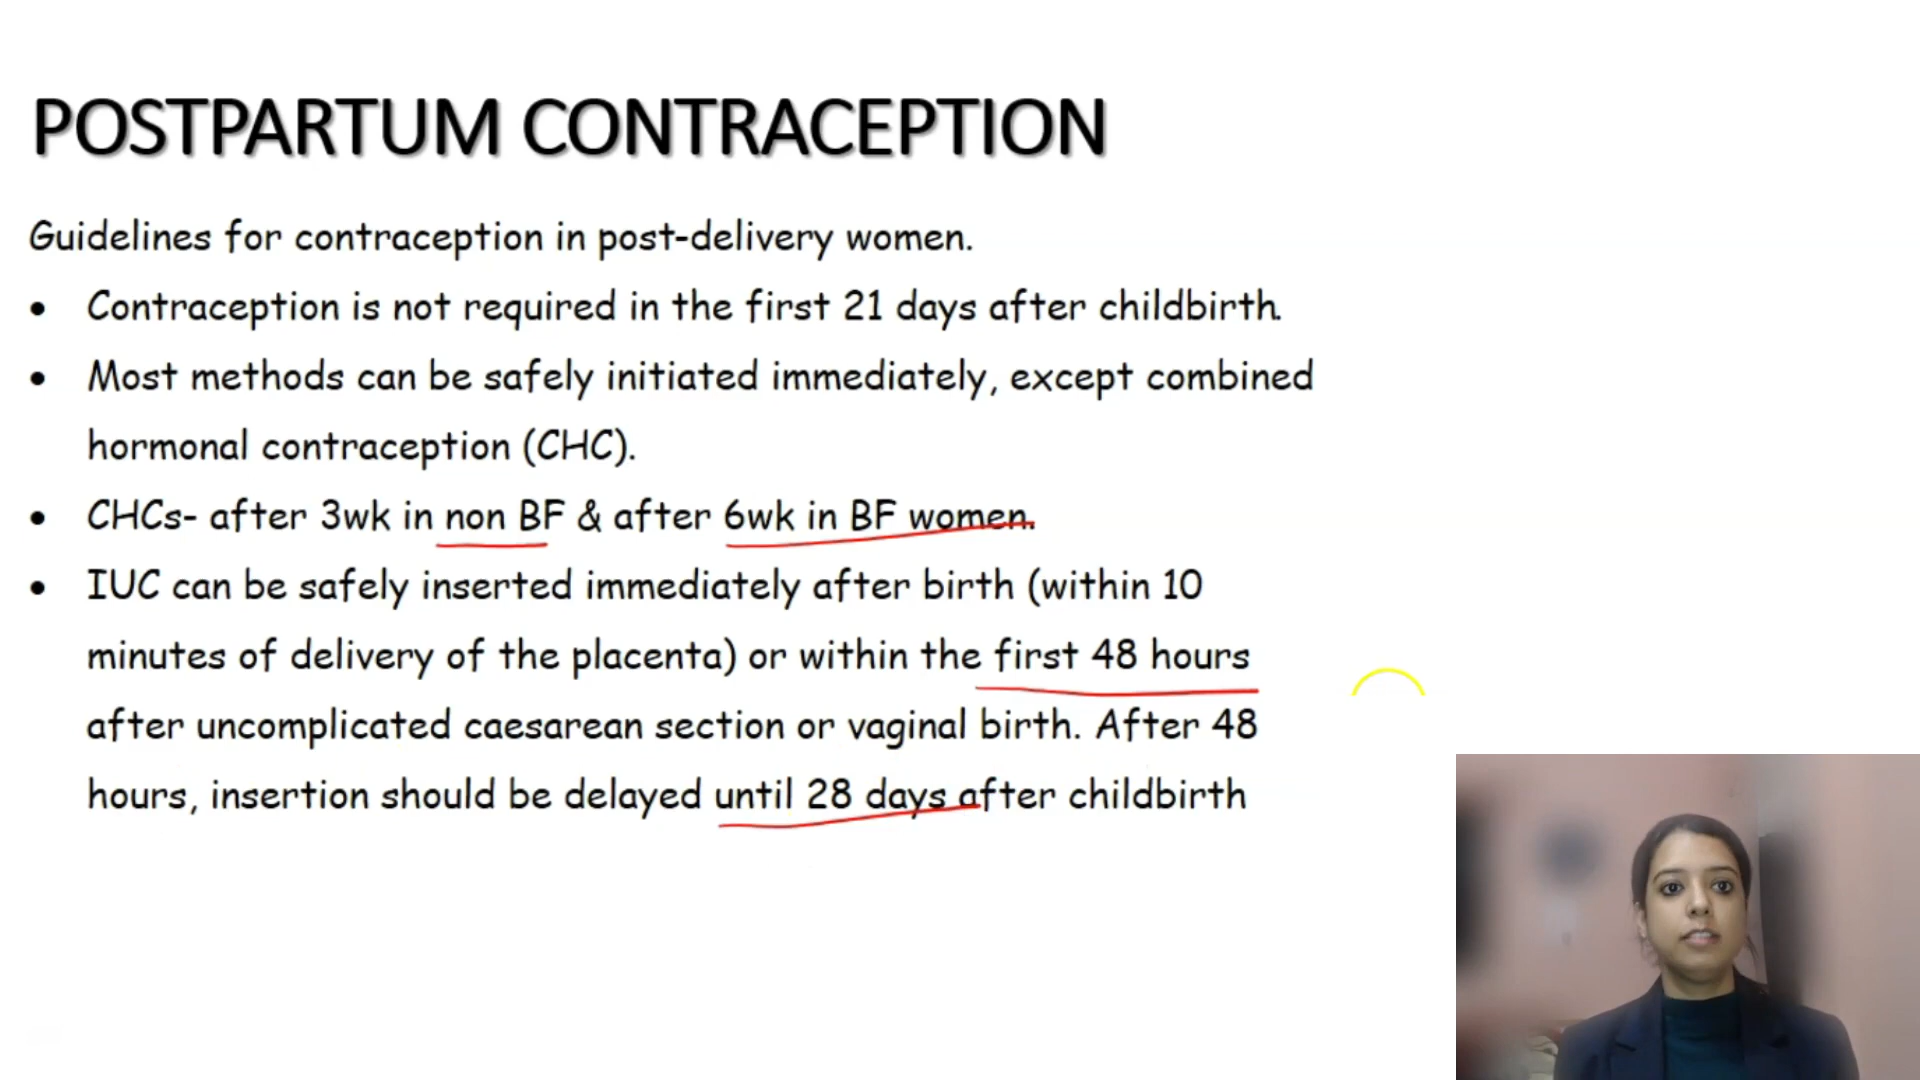 POSTPARTUM CONTRACEPTION
Guidelines for contraception in post-delivery women.
• Contraception is not required in the first 21 days after childbirth.
• Most methods can be safely initiated immediately, except combined
hormonal contraception (CHC).
• CHCs- after 3wk in non BF & after 6wk in BF women.
• IUC can be safely inserted immediately after birth (within 10
minutes of delivery of the placenta) or within the first 48 hours
after uncomplicated caesarean section or vaginal birth. After 48
hours, insertion should be delayed until 28 days after childbirth